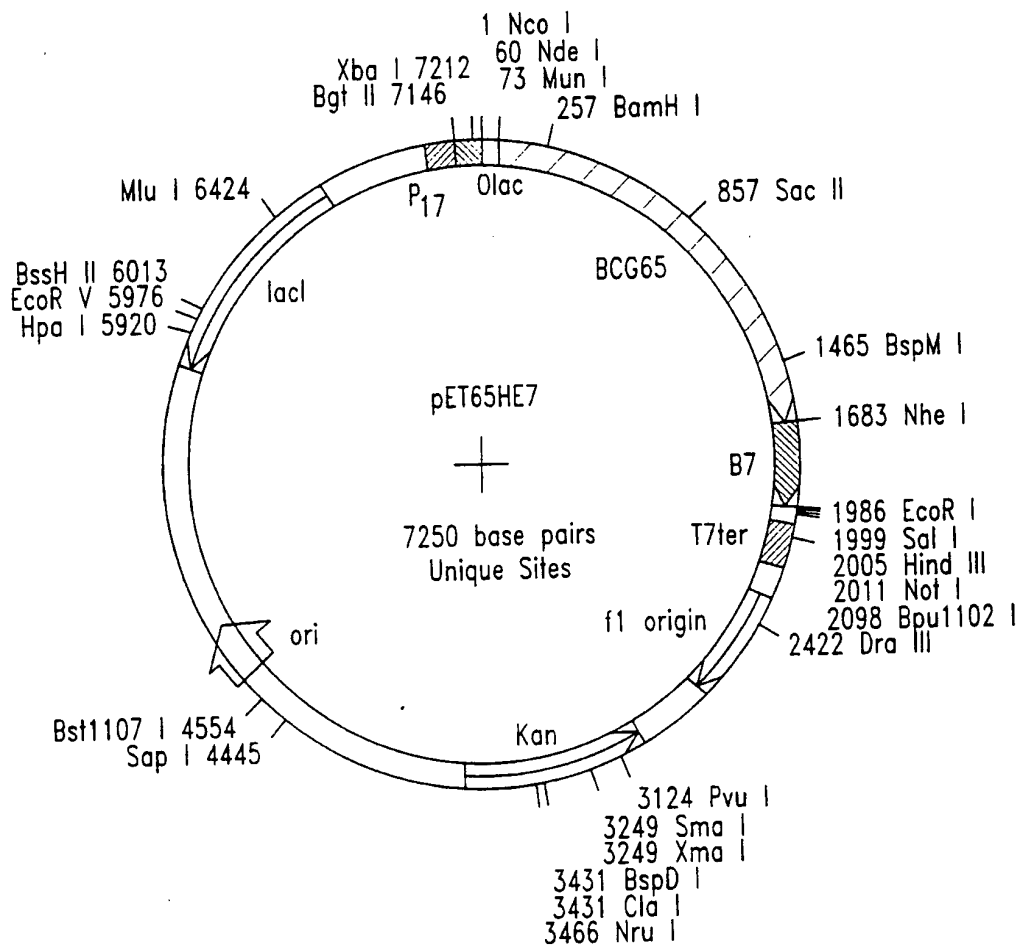 1 Nco I
60 Nde I
73 Mun I
Xba I 7212
Bgt II 7146
257 BamH I
Mlu I 6424
P17
Olac
857 Sac II
BCG65
BssH II 6013
EcoR V 5976
Hpa I 5920
lacI
1465 BspM I
pET65HE7
1683 Nhe I
B7
1986 EcoR I
1999 Sal I
2005 Hind III
2011 Not I
2098 Bpu1102 I
2422 Dra III
T7ter
7250 base pairs
Unique Sites
f1 origin
ori
Bst1107 I 4554
Sap I 4445
Kan
3124 Pvu I
3249 Sma I
3249 Xma I
3431 BspD I
3431 Cla I
3466 Nru I